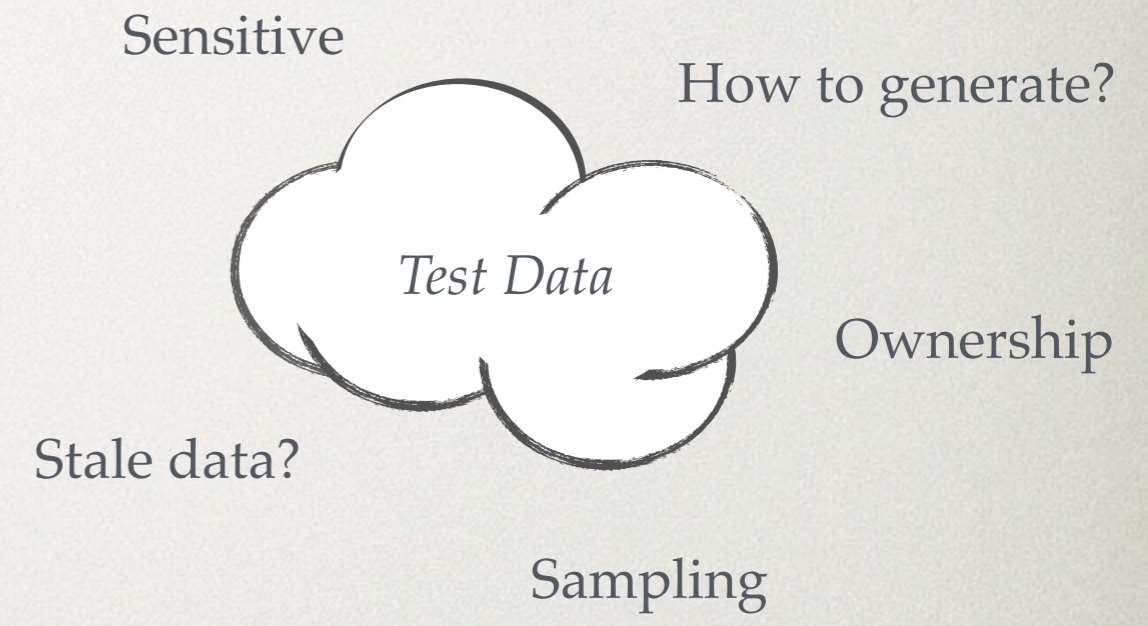 Sensitive
How to generate?
Test Data
Ownership
Stale data?
Sampling